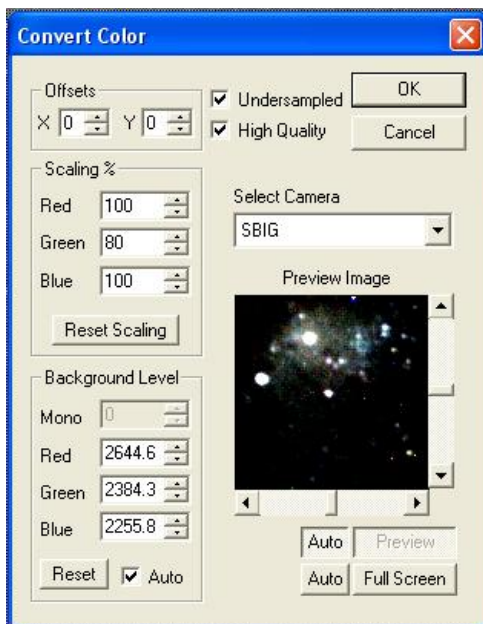 Convert Color
Offsets
X 0 Y 0
Undersampled
High Quality
OK
Cancel
Scaling %
Red 100
Green 80
Blue 100
Reset Scaling
Select Camera
SBIG
Preview Image
Background Level
Mono 0
Red 2644.6
Green 2384.3
Blue 2255.8
Reset Auto
Auto Preview
Auto Full Screen